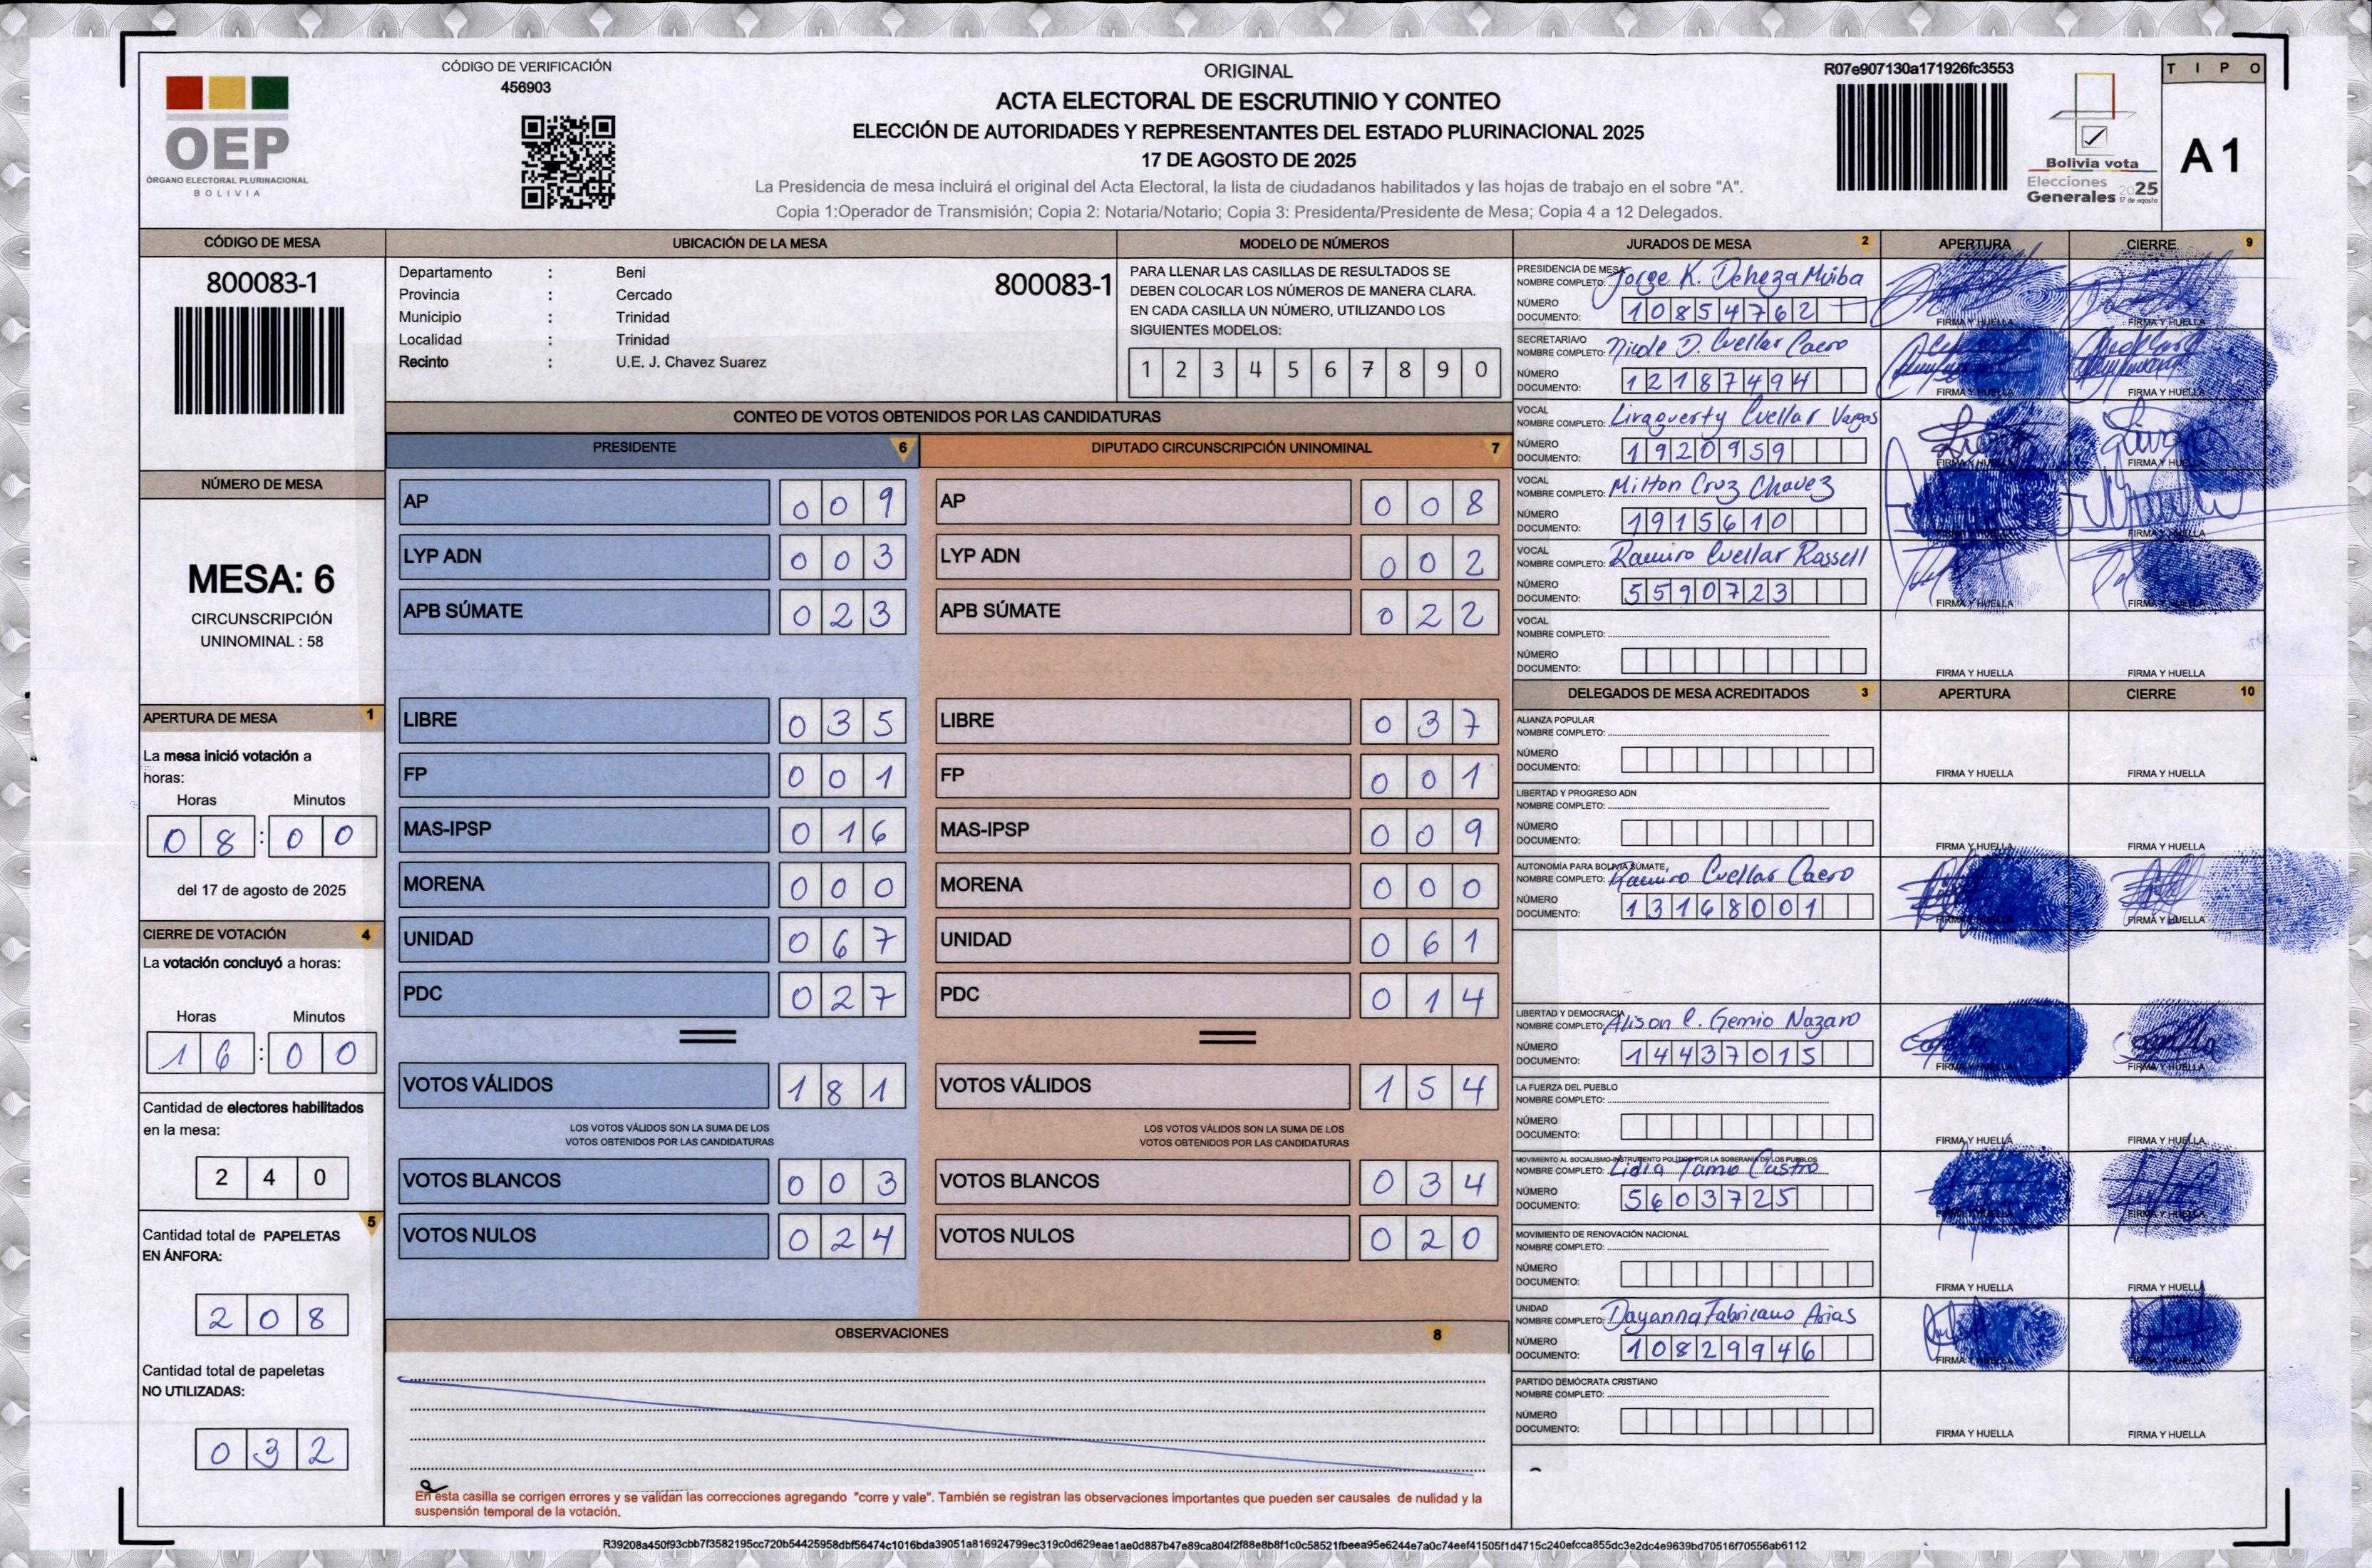 CÓDIGO DE VERIFICACIÓN
456903
OEP
ÓRGANO ELECTORAL PLURINACIONAL
BOLIVIA
ORIGINAL
ACTA ELECTORAL DE ESCRUTINIO Y CONTEO
ELECCIÓN DE AUTORIDADES Y REPRESENTANTES DEL ESTADO PLURINACIONAL 2025
17 DE AGOSTO DE 2025
La Presidencia de mesa incluirá el original del Acta Electoral, la lista de ciudadanos habilitados y las hojas de trabajo en el sobre "A".
Copia 1:Operador de Transmisión; Copia 2: Notaria/Notario; Copia 3: Presidenta/Presidente de Mesa; Copia 4 a 12 Delegados.
R07e907130a171926fc3553
Bolivia vota
Elecciones
Generales 2025
17 de agosto
TIPO
A 1
CÓDIGO DE MESA
800083-1
NÚMERO DE MESA
MESA: 6
CIRCUNSCRIPCIÓN
UNINOMINAL : 58
APERTURA DE MESA 1
La mesa inició votación a
horas:
Horas Minutos
08:00
del 17 de agosto de 2025
CIERRE DE VOTACIÓN 4
La votación concluyó a horas:
Horas Minutos
16:00
Cantidad de electores habilitados
en la mesa:
240
5
Cantidad total de PAPELETAS
EN ÁNFORA:
208
Cantidad total de papeletas
NO UTILIZADAS:
032
UBICACIÓN DE LA MESA
Departamento : Beni 800083-1
Provincia : Cercado
Municipio : Trinidad
Localidad : Trinidad
Recinto : U.E. J. Chavez Suarez
MODELO DE NÚMEROS
PARA LLENAR LAS CASILLAS DE RESULTADOS SE
DEBEN COLOCAR LOS NÚMEROS DE MANERA CLARA.
EN CADA CASILLA UN NÚMERO, UTILIZANDO LOS
SIGUIENTES MODELOS:
1 2 3 4 5 6 7 8 9 0
CONTEO DE VOTOS OBTENIDOS POR LAS CANDIDATURAS
PRESIDENTE 6 DIPUTADO CIRCUNSCRIPCIÓN UNINOMINAL 7
AP 009 AP 008
LYP ADN 003 LYP ADN 002
APB SÚMATE 023 APB SÚMATE 022
LIBRE 035 LIBRE 037
FP 001 FP 001
MAS-IPSP 016 MAS-IPSP 009
MORENA 000 MORENA 000
UNIDAD 067 UNIDAD 061
PDC 027 PDC 014
VOTOS VÁLIDOS 181 VOTOS VÁLIDOS 154
LOS VOTOS VÁLIDOS SON LA SUMA DE LOS LOS VOTOS VÁLIDOS SON LA SUMA DE LOS
VOTOS OBTENIDOS POR LAS CANDIDATURAS VOTOS OBTENIDOS POR LAS CANDIDATURAS
VOTOS BLANCOS 003 VOTOS BLANCOS 034
VOTOS NULOS 024 VOTOS NULOS 020
OBSERVACIONES 8
En esta casilla se corrigen errores y se validan las correcciones agregando "corre y vale". También se registran las observaciones importantes que pueden ser causales de nulidad y la
suspensión temporal de la votación.
JURADOS DE MESA 2 APERTURA CIERRE 9
PRESIDENCIA DE MESA
NOMBRE COMPLETO: Jorge K. Deheza Muiba
NÚMERO
DOCUMENTO: 10854762
FIRMA Y HUELLA FIRMA Y HUELLA
SECRETARIA/O
NOMBRE COMPLETO: Nicole D. Cuellar Caero
NÚMERO
DOCUMENTO: 12187494
FIRMA Y HUELLA FIRMA Y HUELLA
VOCAL
NOMBRE COMPLETO: Liraguerty Cuellar Vargas
NÚMERO
DOCUMENTO: 1920959
FIRMA Y HUELLA FIRMA Y HUELLA
VOCAL
NOMBRE COMPLETO: Milton Cruz Chavez
NÚMERO
DOCUMENTO: 1915610
FIRMA Y HUELLA
VOCAL
NOMBRE COMPLETO: Ramiro Cuellar Rossell
NÚMERO
DOCUMENTO: 5590723
FIRMA Y HUELLA FIRMA Y HUELLA
VOCAL
NOMBRE COMPLETO:
NÚMERO
DOCUMENTO:
FIRMA Y HUELLA FIRMA Y HUELLA
DELEGADOS DE MESA ACREDITADOS 3 APERTURA CIERRE 10
ALIANZA POPULAR
NOMBRE COMPLETO:
NÚMERO
DOCUMENTO:
FIRMA Y HUELLA FIRMA Y HUELLA
LIBERTAD Y PROGRESO ADN
NOMBRE COMPLETO:
NÚMERO
DOCUMENTO:
FIRMA Y HUELLA FIRMA Y HUELLA
AUTONOMÍA PARA BOLIVIA SÚMATE
NOMBRE COMPLETO: Ramiro Cuellar Caero
NÚMERO
DOCUMENTO: 13168001
FIRMA Y HUELLA FIRMA Y HUELLA
LIBERTAD Y DEMOCRACIA
NOMBRE COMPLETO: Alison C. Gemio Nazaro
NÚMERO
DOCUMENTO: 14437015
FIRMA Y HUELLA FIRMA Y HUELLA
LA FUERZA DEL PUEBLO
NOMBRE COMPLETO:
NÚMERO
DOCUMENTO:
FIRMA Y HUELLA FIRMA Y HUELLA
MOVIMIENTO AL SOCIALISMO-INSTRUMENTO POLÍTICO POR LA SOBERANÍA DE LOS PUEBLOS
NOMBRE COMPLETO: Lidia Tamo Castro
NÚMERO
DOCUMENTO: 5603725
FIRMA Y HUELLA FIRMA Y HUELLA
MOVIMIENTO DE RENOVACIÓN NACIONAL
NOMBRE COMPLETO:
NÚMERO
DOCUMENTO:
FIRMA Y HUELLA FIRMA Y HUELLA
UNIDAD
NOMBRE COMPLETO: Dayanna Fabricano Arias
NÚMERO
DOCUMENTO: 10829946
FIRMA Y HUELLA FIRMA Y HUELLA
PARTIDO DEMÓCRATA CRISTIANO
NOMBRE COMPLETO:
NÚMERO
DOCUMENTO:
FIRMA Y HUELLA FIRMA Y HUELLA